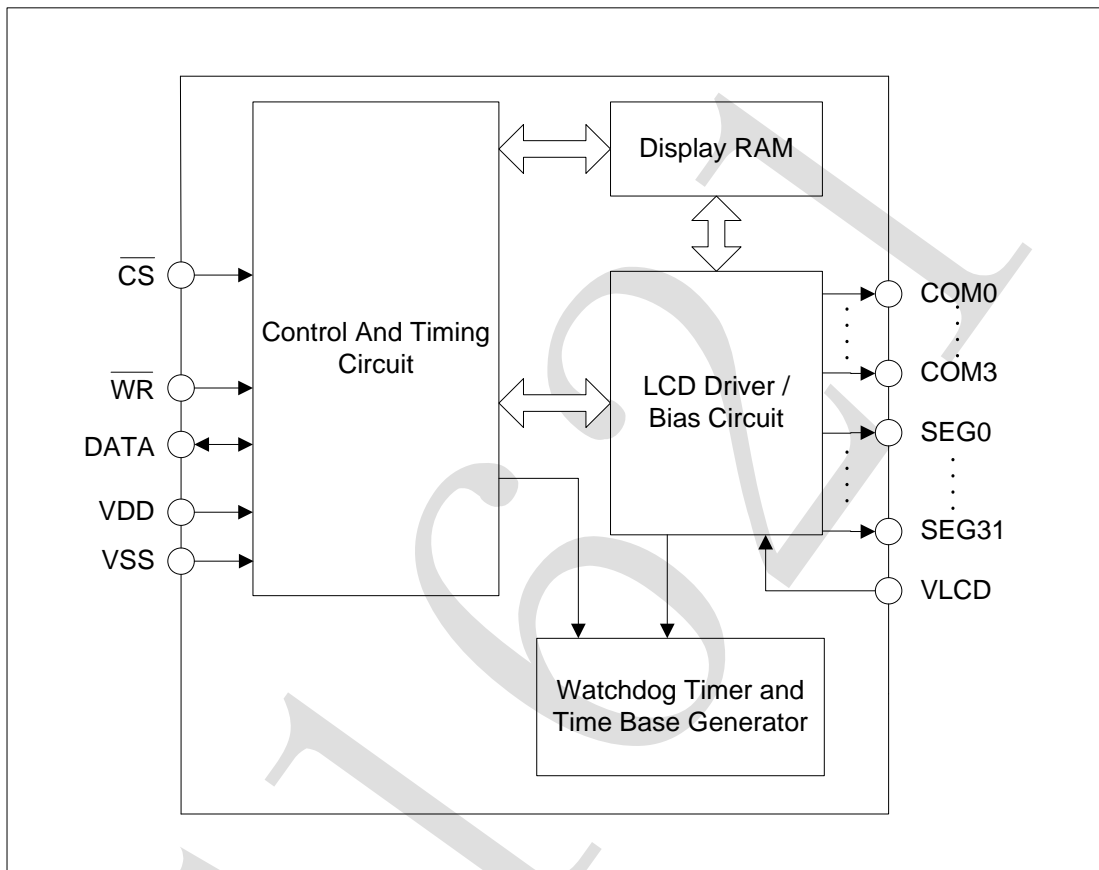 Display RAM
CS
Control And Timing
Circuit
COM0
WR
LCD Driver /
Bias Circuit
COM3
DATA
SEG0
VDD
SEG31
VSS
VLCD
Watchdog Timer and
Time Base Generator
1621